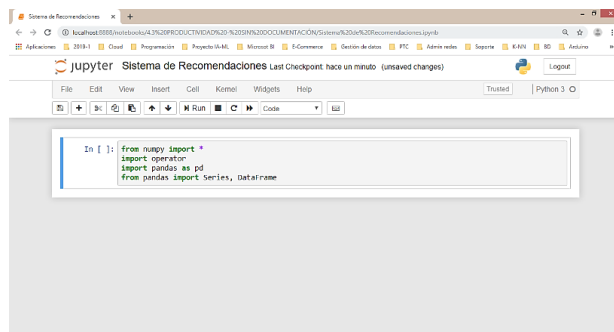 Sistema de Recomendaciones
localhost:8888/notebooks/4.3%20PRODUCTIVIDAD%20-%20SIN%20DOCUMENTACIÓN/Sistema%20de%20Recomendaciones.ipynb
Aplicaciones 2018-1 Cloud Programación Proyecto IA-ML Microsot BI E-Commerce Gestión de datos PTC Admin redes Soporte K-NN BD Arduino
jupyter Sistema de Recomendaciones Last Checkpoint: hace un minuto (unsaved changes) Logout
File Edit View Insert Cell Kernel Widgets Help Trusted Python 3
Run Code
In [ ]: from numpy import *
import operator
import pandas as pd
from pandas import Series, DataFrame